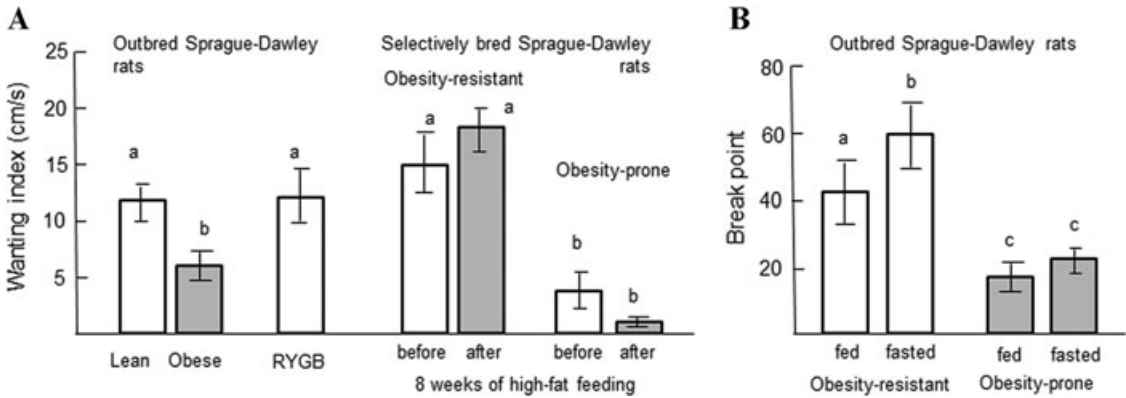 A
Outbred Sprague-Dawley
rats
Selectively bred Sprague-Dawley
rats
Obesity-resistant
Obesity-prone
Wanting index (cm/s)
25
20
15
10
5
a
b
a
a
a
b
b
Lean Obese RYGB before after before after
8 weeks of high-fat feeding
B
Outbred Sprague-Dawley rats
Break point
80
60
40
20
a
b
c
c
fed fasted fed fasted
Obesity-resistant Obesity-prone